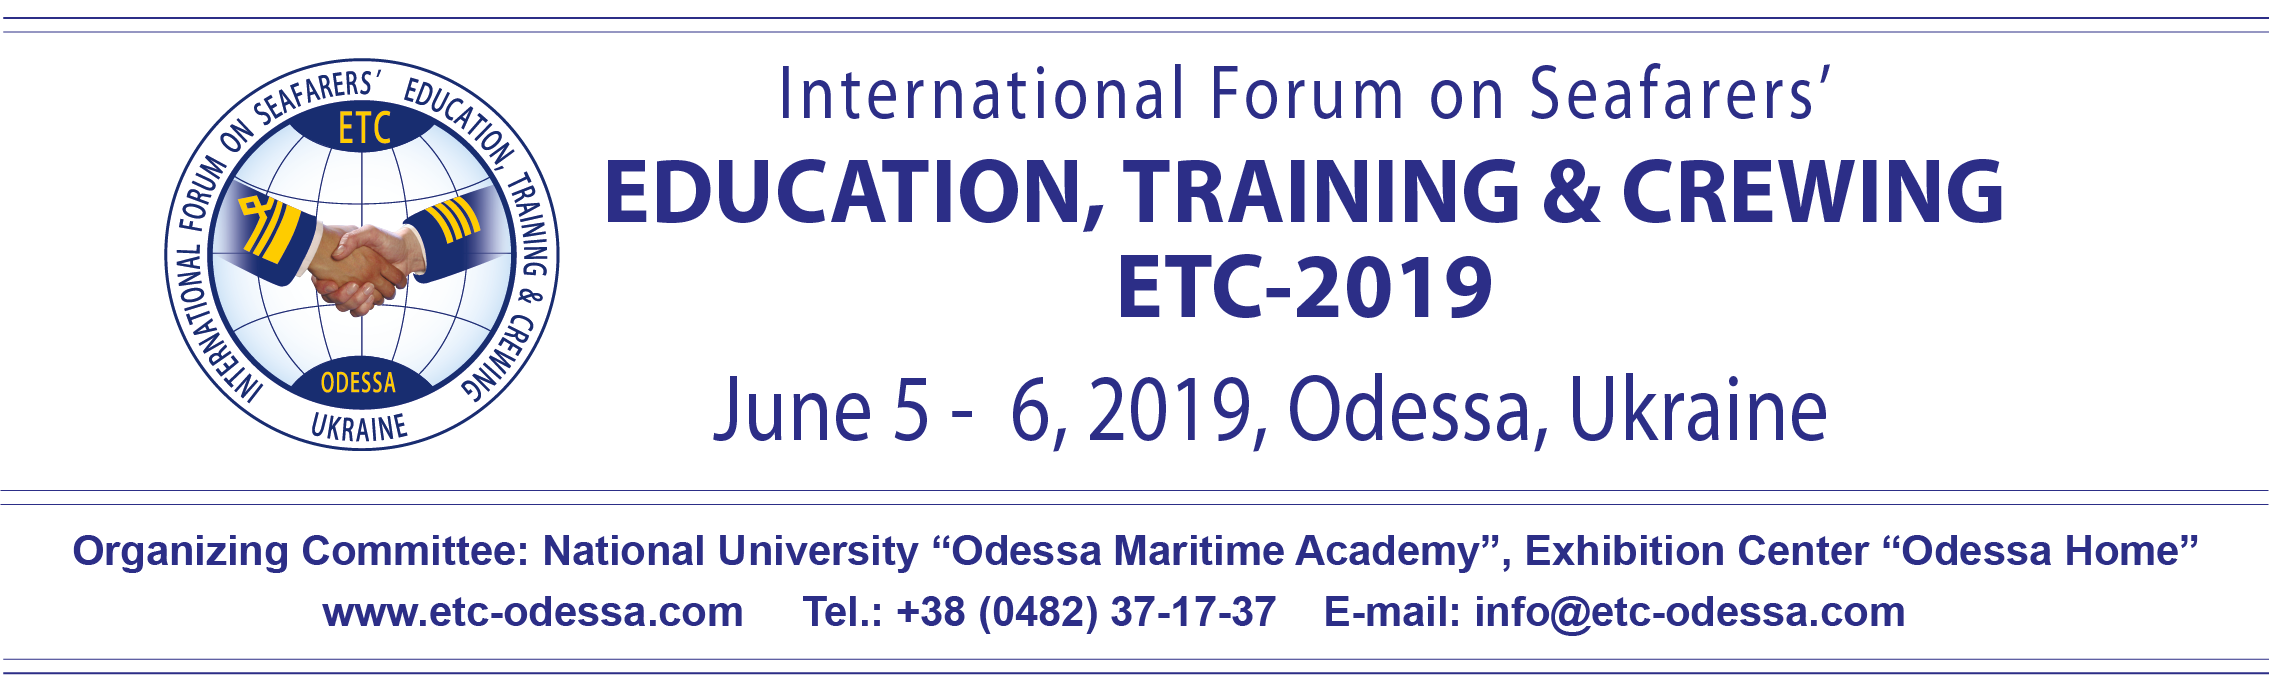 INTERNATIONAL FORUM ON SEAFARERS’ EDUCATION, TRAINING & CREWING
ETC
ODESSA
UKRAINE
International Forum on Seafarers’
EDUCATION, TRAINING & CREWING
ETC-2019
June 5 -  6, 2019, Odessa, Ukraine
Organizing Committee: National University “Odessa Maritime Academy”, Exhibition Center “Odessa Home”
www.etc-odessa.com Tel.: +38 (0482) 37-17-37 E-mail: info@etc-odessa.com